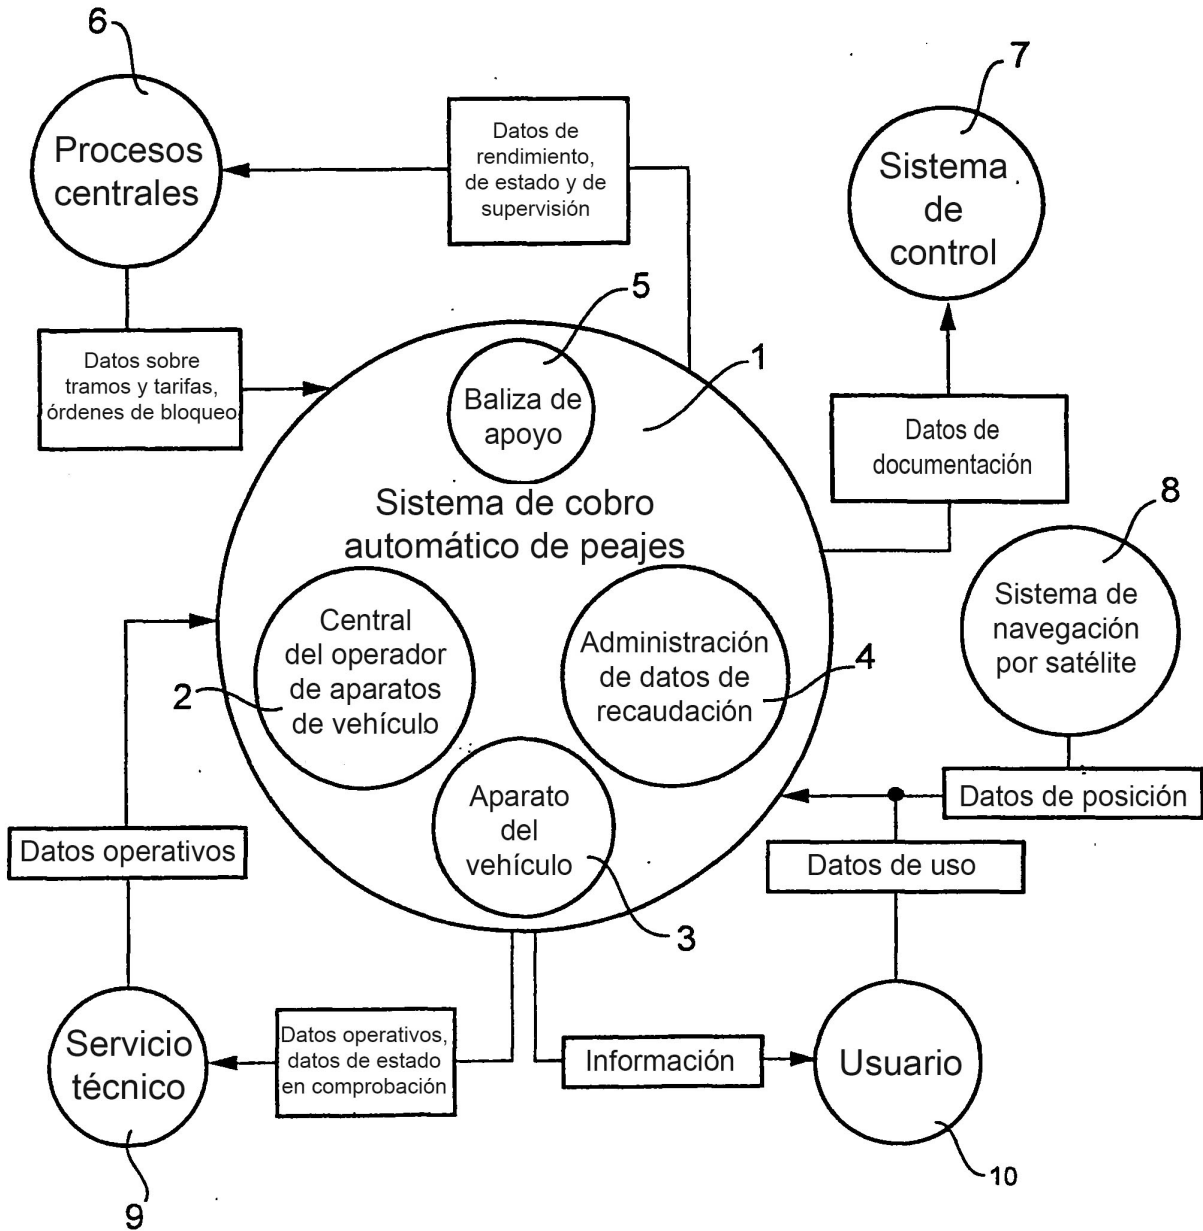 6
7
Procesos
centrales
Datos de
rendimiento,
de estado y de
supervisión
Sistema
de
control
5
1
Datos sobre
tramos y tarifas,
órdenes de bloqueo
Baliza de
apoyo
Datos de
documentación
Sistema de cobro
automático de peajes
8
Central
del operador
de aparatos
de vehículo
2
Administración
de datos de
recaudación
4
Sistema de
navegación
por satélite
Aparato
del
vehículo
3
Datos de posición
Datos operativos
Datos de uso
Servicio
técnico
9
Datos operativos,
datos de estado
en comprobación
Información
Usuario
10